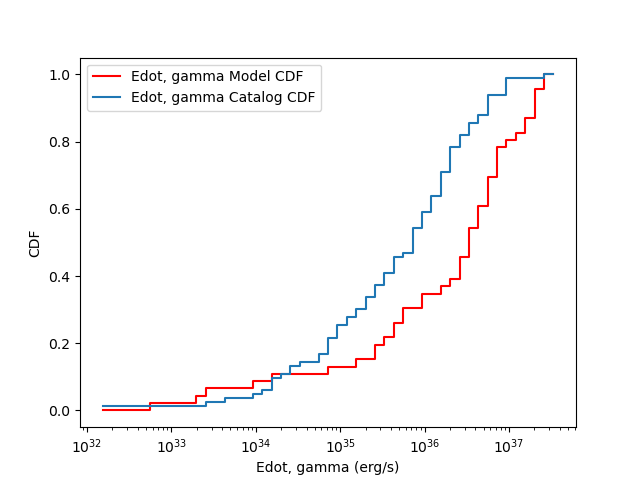 Edot, gamma Model CDF
Edot, gamma Catalog CDF
CDF
1.0
0.8
0.6
0.4
0.2
0.0
10^32 10^33 10^34 10^35 10^36 10^37
Edot, gamma (erg/s)